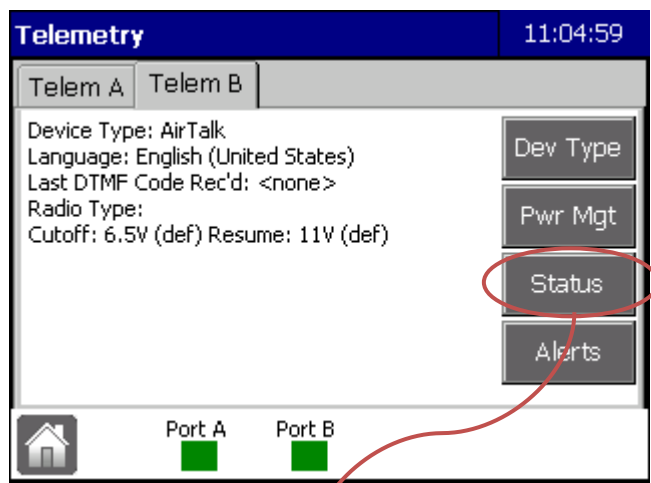 Telemetry 11:04:59
Telem A Telem B
Device Type: AirTalk
Language: English (United States)
Last DTMF Code Rec'd: <none>
Radio Type:
Cutoff: 6.5V (def) Resume: 11V (def)
Dev Type
Pwr Mgt
Status
Alerts
Port A Port B